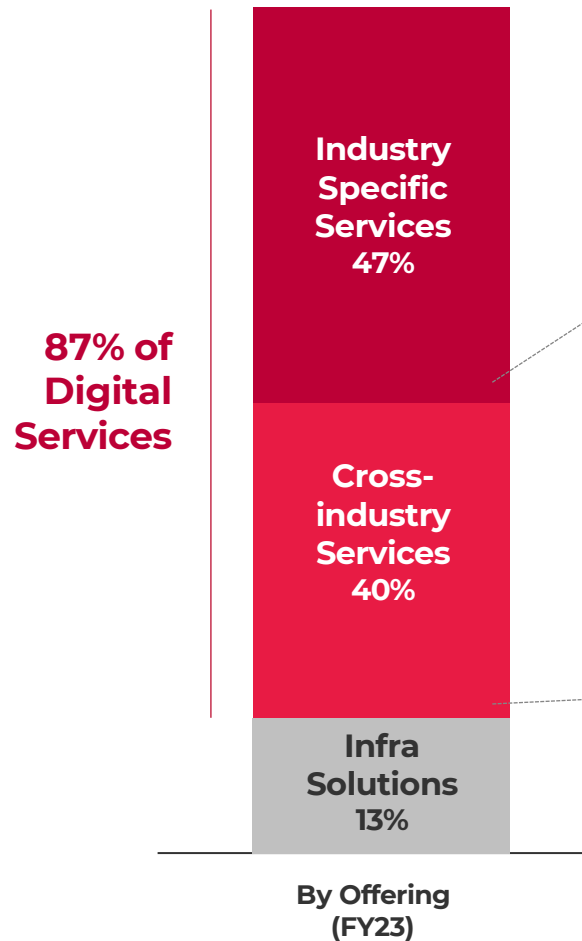 Industry
Specific
Services
47%
87% of
Digital
Services
Cross-
industry
Services
40%
Infra
Solutions
13%
By Offering
(FY23)